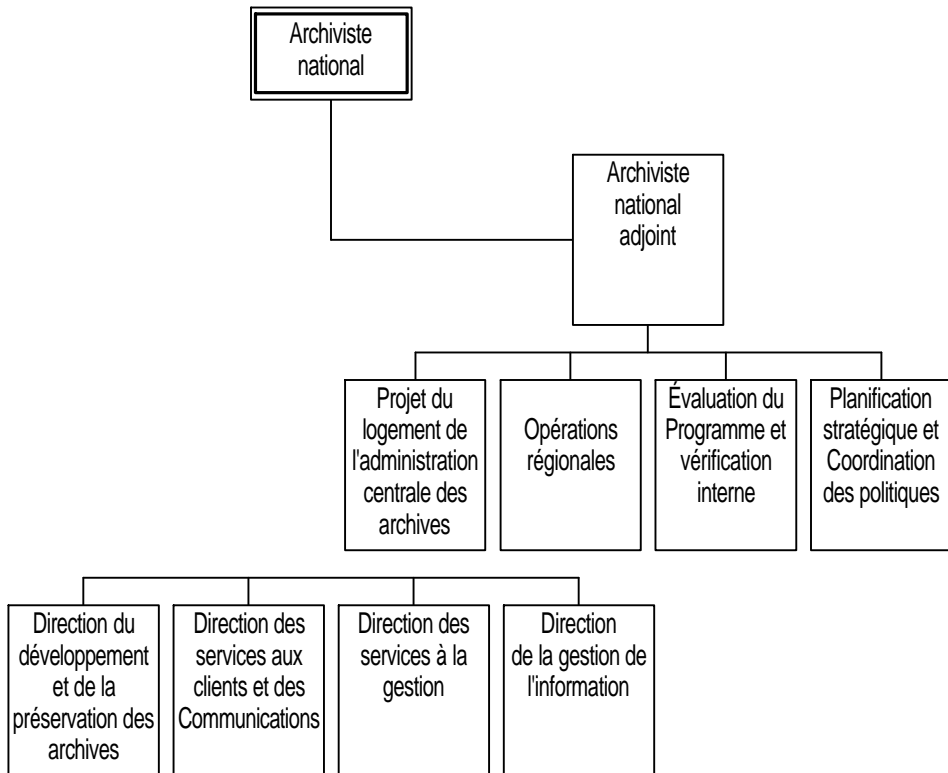 Archiviste
national
Archiviste
national
adjoint
Projet du
logement de
l'administration
centrale des
archives
Opérations
régionales
Évaluation du
Programme et
vérification
interne
Planification
stratégique et
Coordination
des politiques
Direction du
développement
et de la
préservation des
archives
Direction des
services aux
clients et des
Communications
Direction des
services à la
gestion
Direction
de la gestion de
l'information